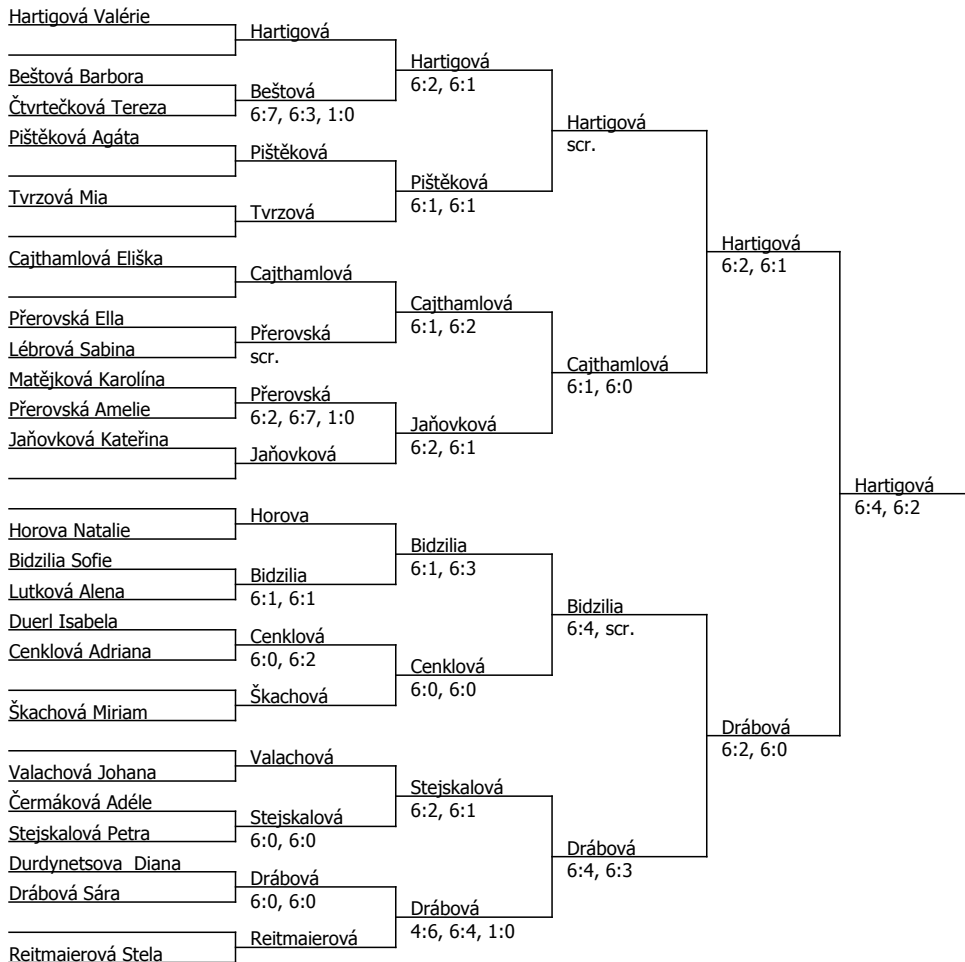 Hartigová Valérie
Hartigová
Hartigová
6:2, 6:1
Beštová Barbora
Beštová
6:7, 6:3, 1:0
Čtvrtečková Tereza
Hartigová
scr.
Pištěková Agáta
Pištěková
Pištěková
6:1, 6:1
Tvrzová Mia
Tvrzová
Hartigová
6:2, 6:1
Cajthamlová Eliška
Cajthamlová
Cajthamlová
6:1, 6:2
Přerovská Ella
Přerovská
scr.
Lébrová Sabina
Cajthamlová
6:1, 6:0
Matějková Karolína
Přerovská
6:2, 6:7, 1:0
Přerovská Amelie
Jaňovková
6:2, 6:1
Jaňovková Kateřina
Jaňovková
Hartigová
6:4, 6:2
Horova
Horova Natalie
Bidzilia
6:1, 6:3
Bidzilia Sofie
Bidzilia
6:1, 6:1
Lutková Alena
Bidzilia
6:4, scr.
Duerl Isabela
Cenklová
6:0, 6:2
Cenklová Adriana
Cenklová
6:0, 6:0
Škachová
Škachová Miriam
Drábová
6:2, 6:0
Valachová
Valachová Johana
Stejskalová
6:2, 6:1
Čermáková Adéle
Stejskalová
6:0, 6:0
Stejskalová Petra
Drábová
6:4, 6:3
Durdynetsova  Diana
Drábová
6:0, 6:0
Drábová Sára
Drábová
4:6, 6:4, 1:0
Reitmaierová
Reitmaierová Stela